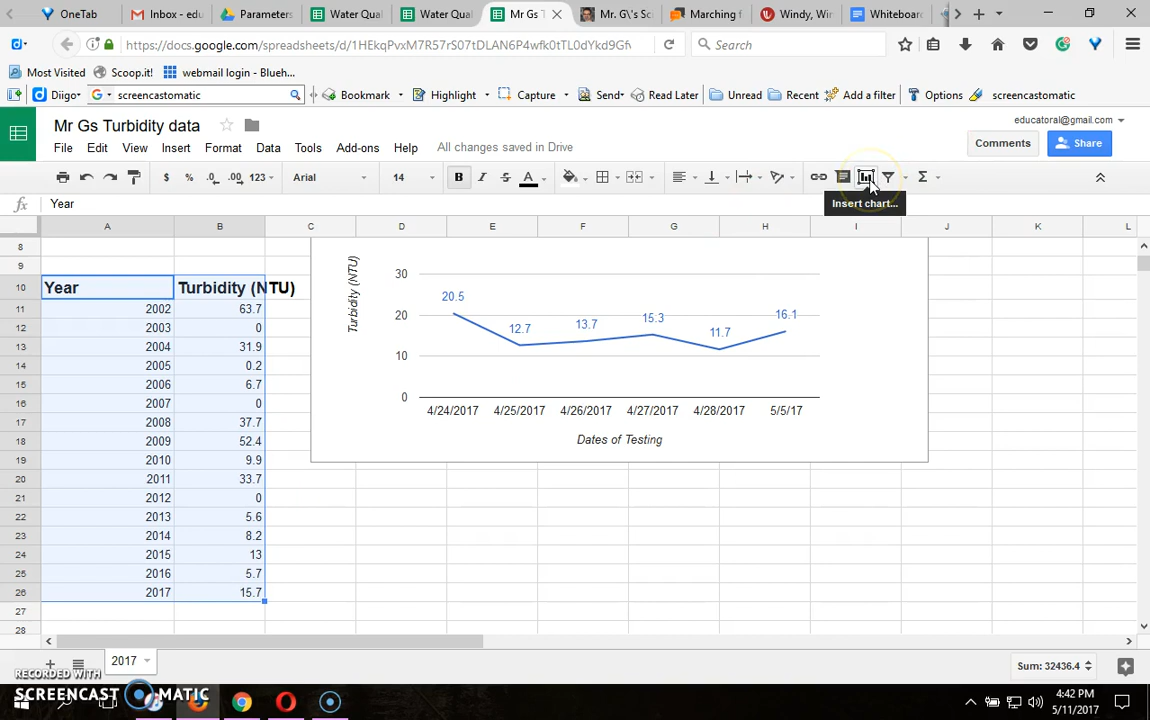 OneTab
Inbox - edu
Parameters
Water Qual
Water Qual
Mr Gs T
Mr. G\'s Sc
Marching f
Windy, Wir
Whiteboard
https://docs.google.com/spreadsheets/d/1HEkqPvxM7R57rS07tDLAN6P4wfk0tTL0dYkd9Gfv
Search
Most Visited
Scoop.it!
webmail login - Blueh...
Diigo
screencastomatic
Bookmark
Highlight
Capture
Send
Read Later
Unread
Recent
Add a filter
Options
screencastomatic
Mr Gs Turbidity data
educatoral@gmail.com
File Edit View Insert Format Data Tools Add-ons Help
All changes saved in Drive
Comments
Share
$ % .0 .00 123
Arial
14
B I S A
Σ
fx Year
Insert chart...
A B C D E F G H I J K L
8
9
10 Year Turbidity (NTU)
11 2002 63.7
12 2003 0
13 2004 31.9
14 2005 0.2
15 2006 6.7
16 2007 0
17 2008 37.7
18 2009 52.4
19 2010 9.9
20 2011 33.7
21 2012 0
22 2013 5.6
23 2014 8.2
24 2015 13
25 2016 5.7
26 2017 15.7
27
28
Turbidity (NTU)
30
20
10
0
20.5
12.7
13.7
15.3
11.7
16.1
4/24/2017 4/25/2017 4/26/2017 4/27/2017 4/28/2017 5/5/17
Dates of Testing
2017
Sum: 32436.4
RECORDED WITH
SCREENCAST MATIC
4:42 PM
5/11/2017